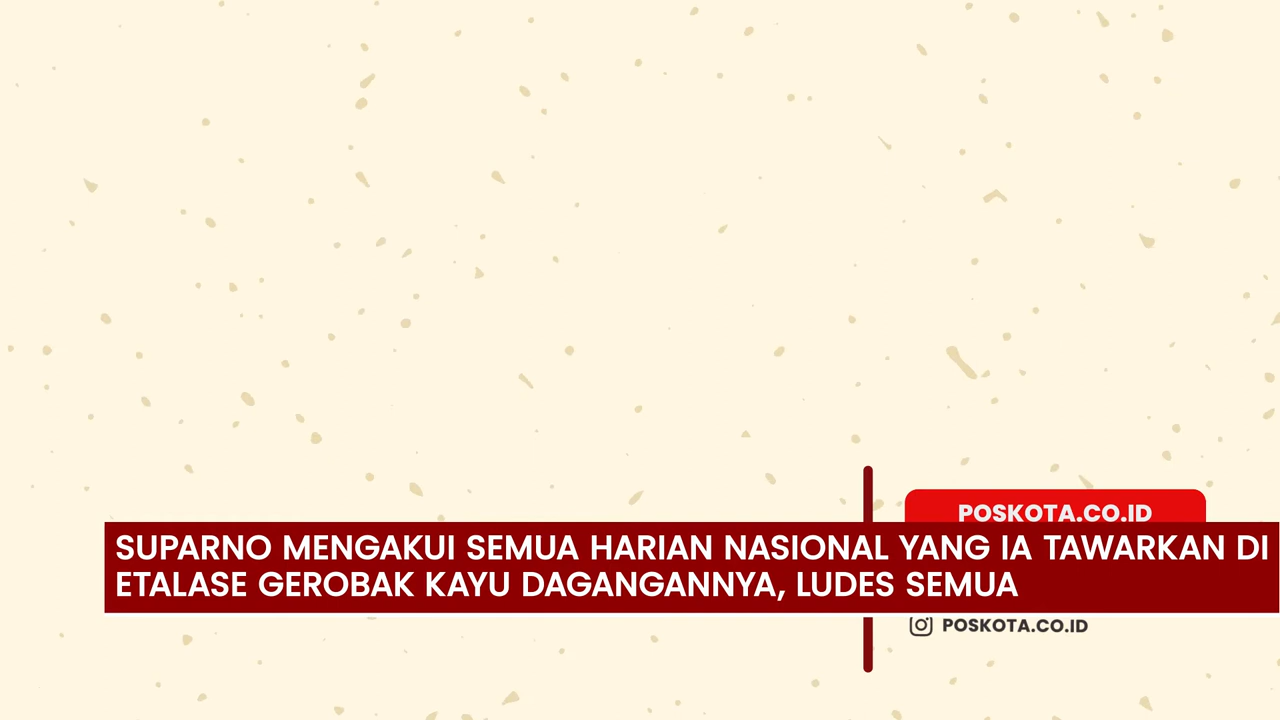 POSKOTA.CO.ID
SUPARNO MENGAKUI SEMUA HARIAN NASIONAL YANG IA TAWARKAN DI
ETALASE GEROBAK KAYU DAGANGANNYA, LUDES SEMUA
POSKOTA.CO.ID